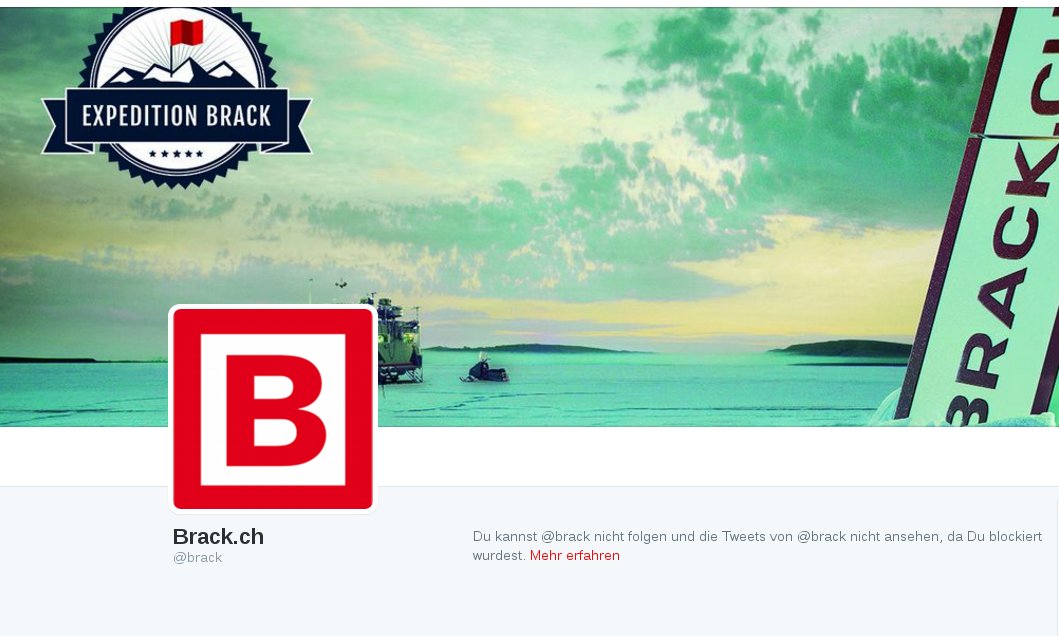 EXPEDITION BRACK
BRACK.CH
B
Brack.ch
@brack
Du kannst @brack nicht folgen und die Tweets von @brack nicht ansehen, da Du blockiert
wurdest. Mehr erfahren